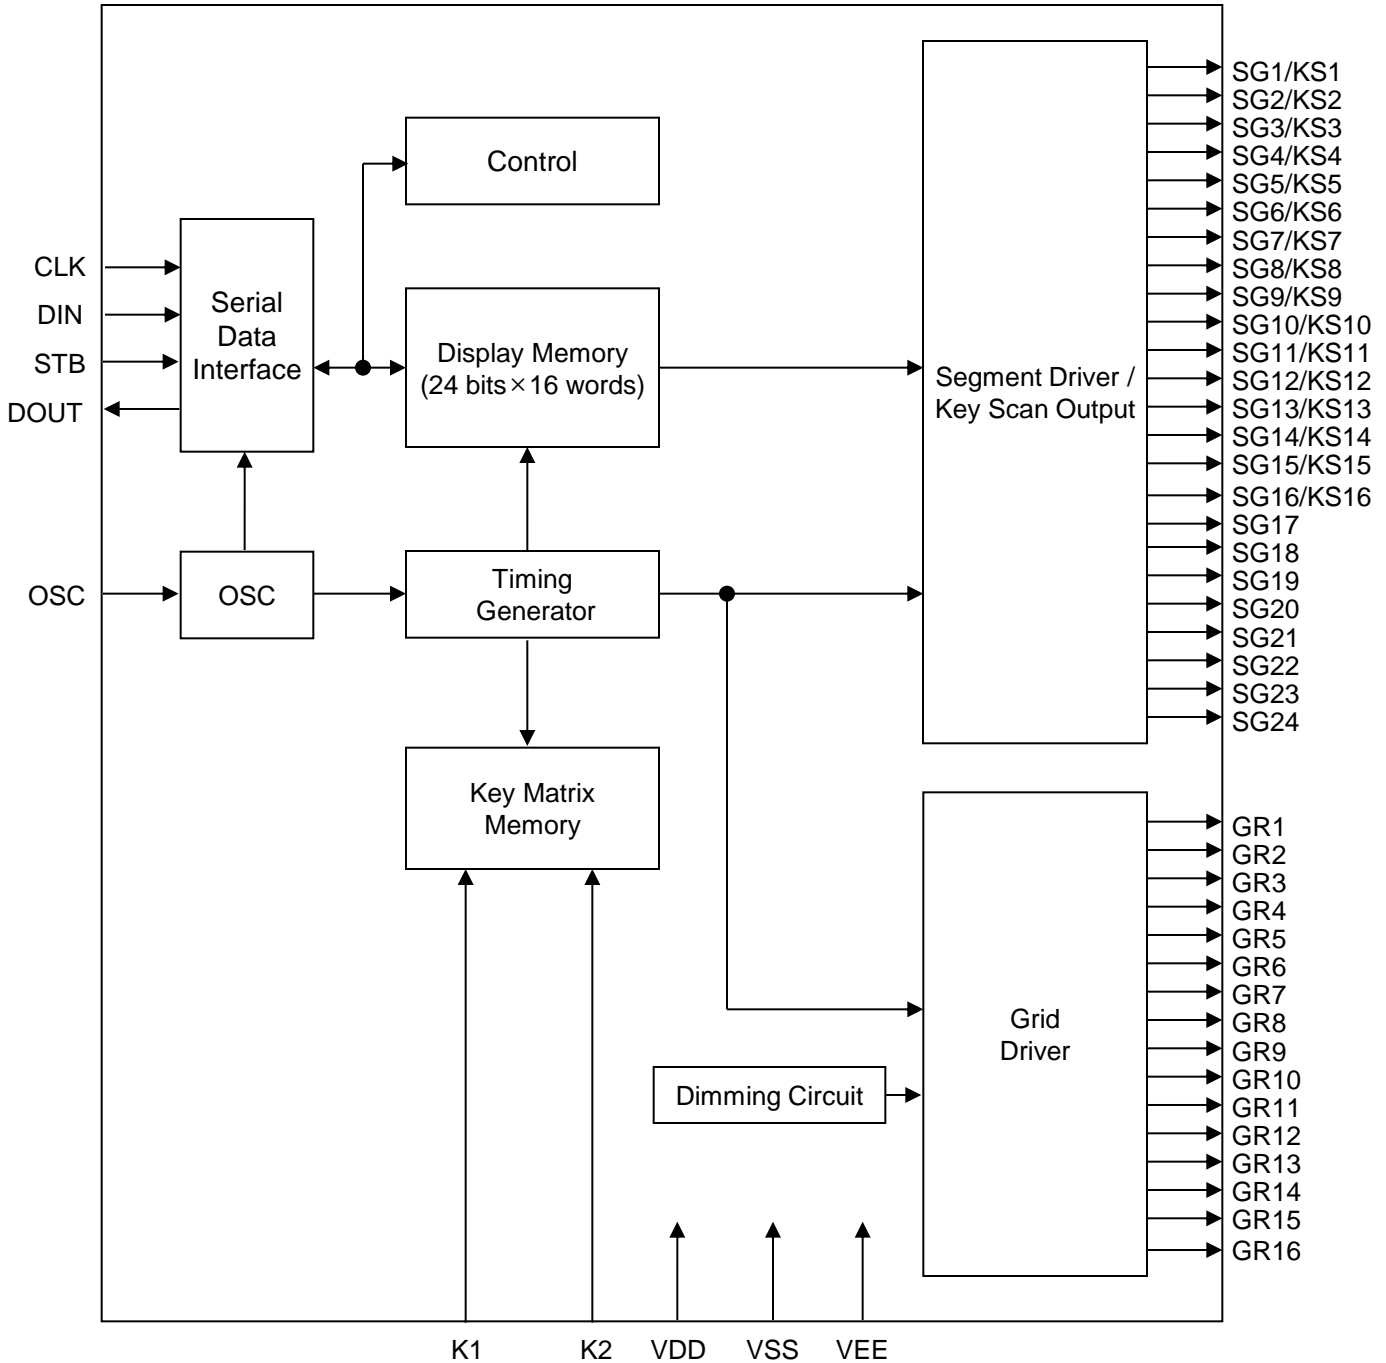 CLK
DIN
STB
DOUT
OSC
Control
Serial
Data
Interface
Display Memory
(24 bits×16 words)
OSC
Timing
Generator
Key Matrix
Memory
Segment Driver /
Key Scan Output
Grid
Driver
Dimming Circuit
SG1/KS1
SG2/KS2
SG3/KS3
SG4/KS4
SG5/KS5
SG6/KS6
SG7/KS7
SG8/KS8
SG9/KS9
SG10/KS10
SG11/KS11
SG12/KS12
SG13/KS13
SG14/KS14
SG15/KS15
SG16/KS16
SG17
SG18
SG19
SG20
SG21
SG22
SG23
SG24
GR1
GR2
GR3
GR4
GR5
GR6
GR7
GR8
GR9
GR10
GR11
GR12
GR13
GR14
GR15
GR16
K1 K2 VDD VSS VEE